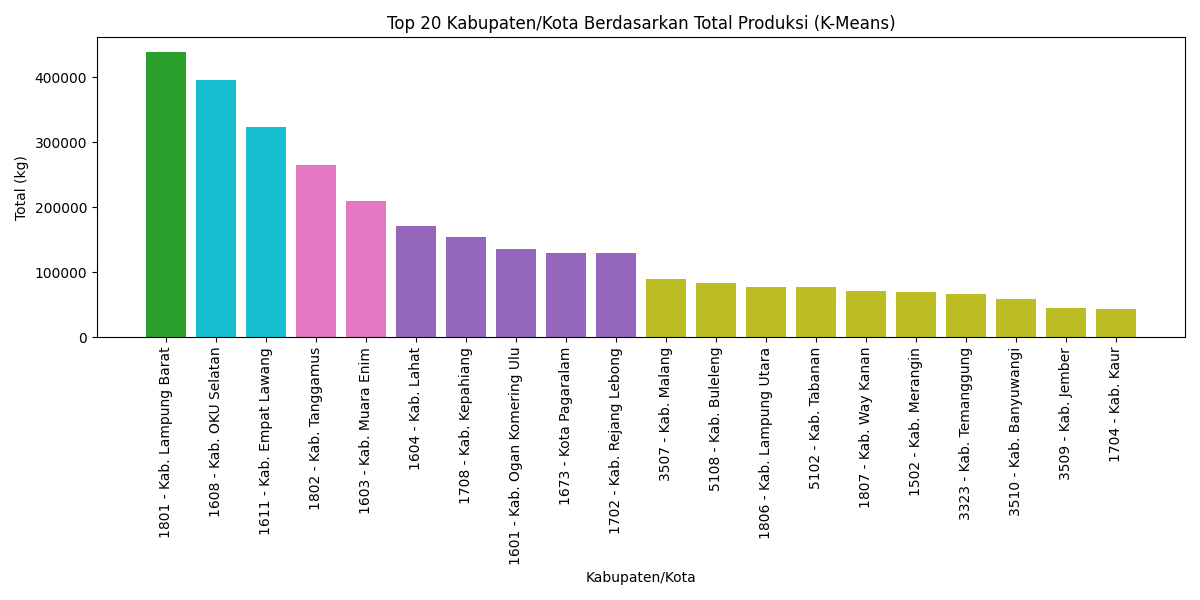 Top 20 Kabupaten/Kota Berdasarkan Total Produksi (K-Means)
Total (kg)
400000
300000
200000
100000
0
1801 - Kab. Lampung Barat
1608 - Kab. OKU Selatan
1611 - Kab. Empat Lawang
1802 - Kab. Tanggamus
1603 - Kab. Muara Enim
1604 - Kab. Lahat
1708 - Kab. Kepahiang
1601 - Kab. Ogan Komering Ulu
1673 - Kota Pagaralam
1702 - Kab. Rejang Lebong
3507 - Kab. Malang
5108 - Kab. Buleleng
1806 - Kab. Lampung Utara
5102 - Kab. Tabanan
1807 - Kab. Way Kanan
1502 - Kab. Merangin
3323 - Kab. Temanggung
3510 - Kab. Banyuwangi
3509 - Kab. Jember
1704 - Kab. Kaur
Kabupaten/Kota